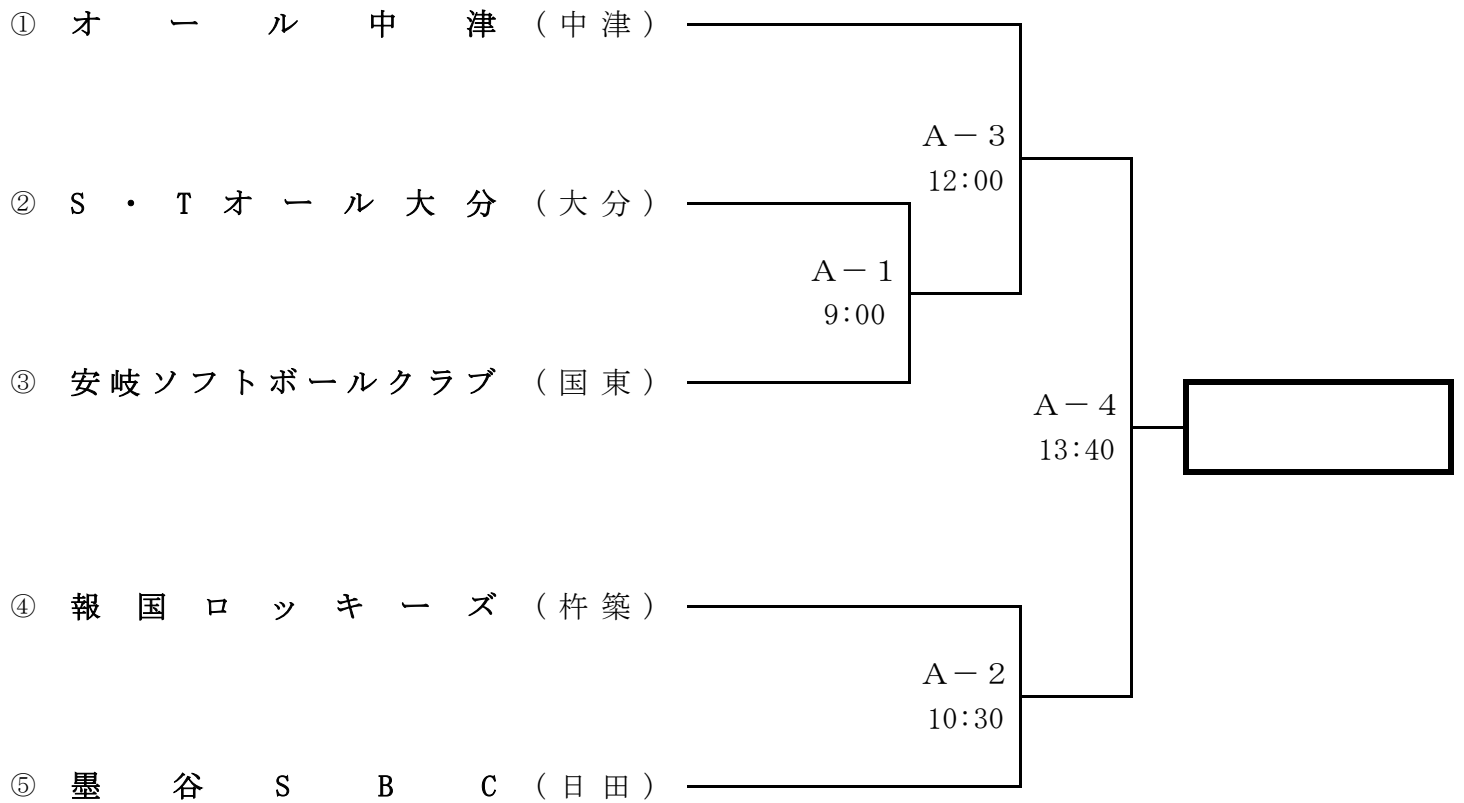 ① オール中津 (中津)
A－3
12:00
② S・Tオール大分 (大分)
A－1
9:00
③ 安岐ソフトボールクラブ (国東)
A－4
13:40
④ 報国ロッキーズ (杵築)
A－2
10:30
⑤ 墨谷SBC (日田)